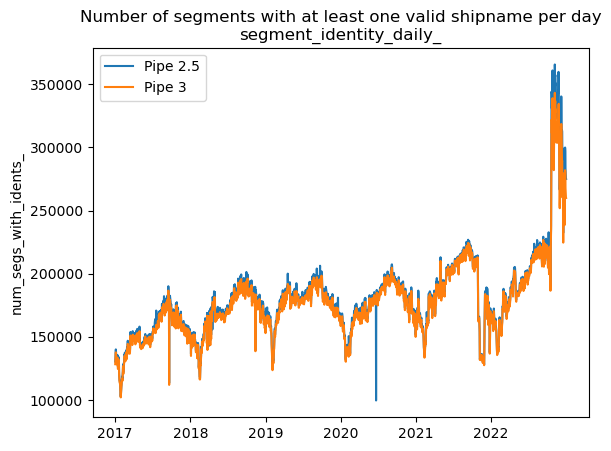 Number of segments with at least one valid shipname per day
segment_identity_daily_
Pipe 2.5
Pipe 3
num_segs_with_idents_
350000
300000
250000
200000
150000
100000
2017 2018 2019 2020 2021 2022